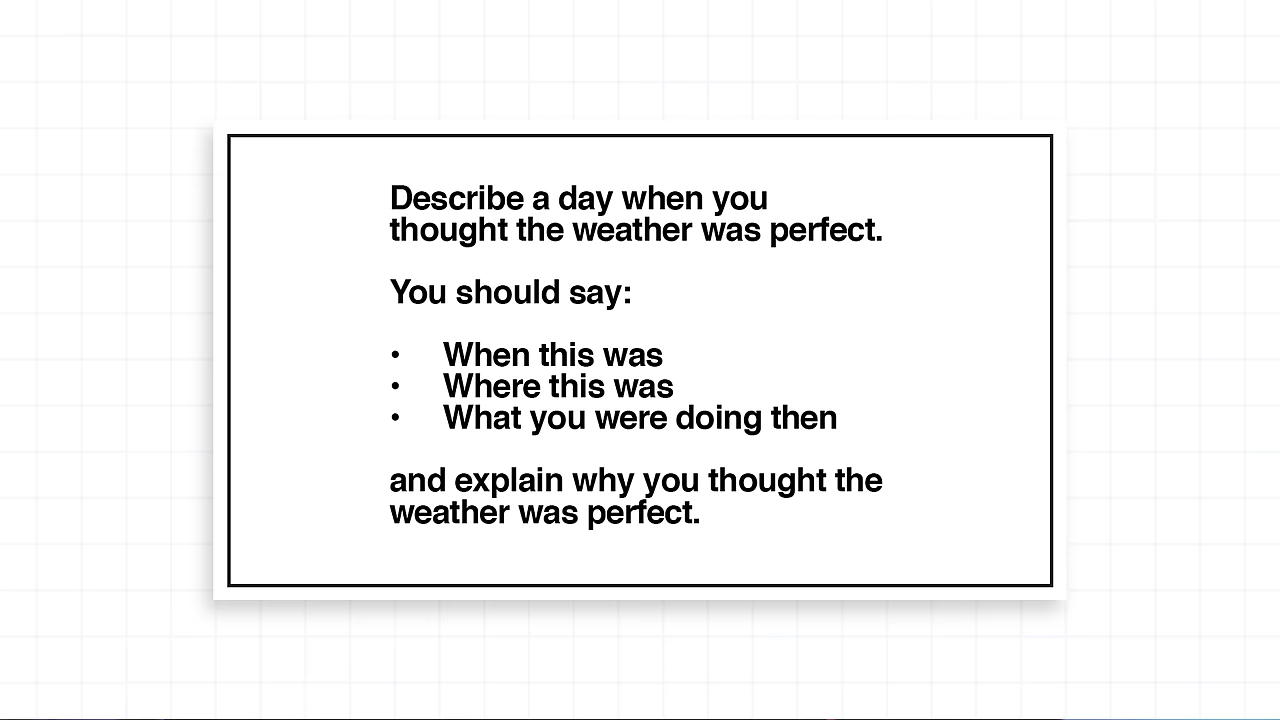 Describe a day when you
thought the weather was perfect.
You should say:
• When this was
• Where this was
• What you were doing then
and explain why you thought the
weather was perfect.